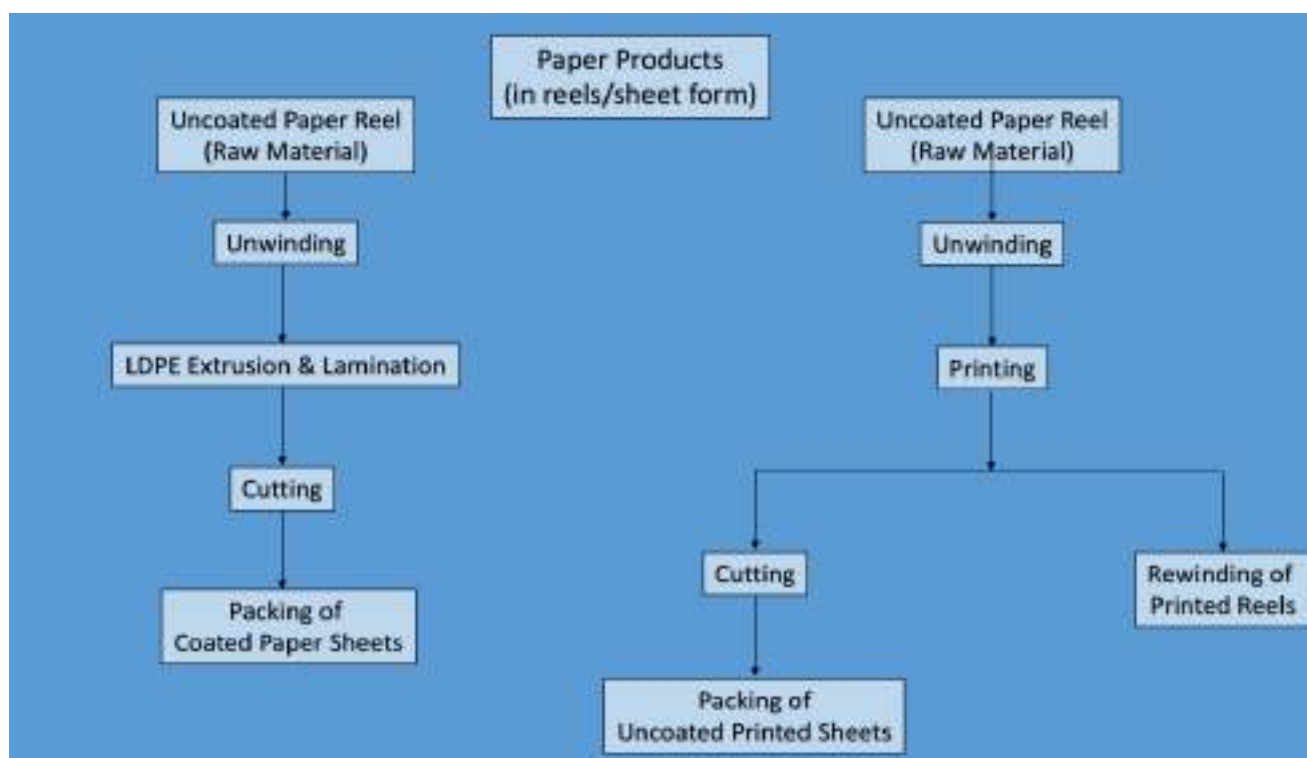 Paper Products
(in reels/sheet form)
Uncoated Paper Reel
(Raw Material)
Unwinding
LDPE Extrusion & Lamination
Cutting
Packing of
Coated Paper Sheets
Uncoated Paper Reel
(Raw Material)
Unwinding
Printing
Cutting
Packing of
Uncoated Printed Sheets
Rewinding of
Printed Reels